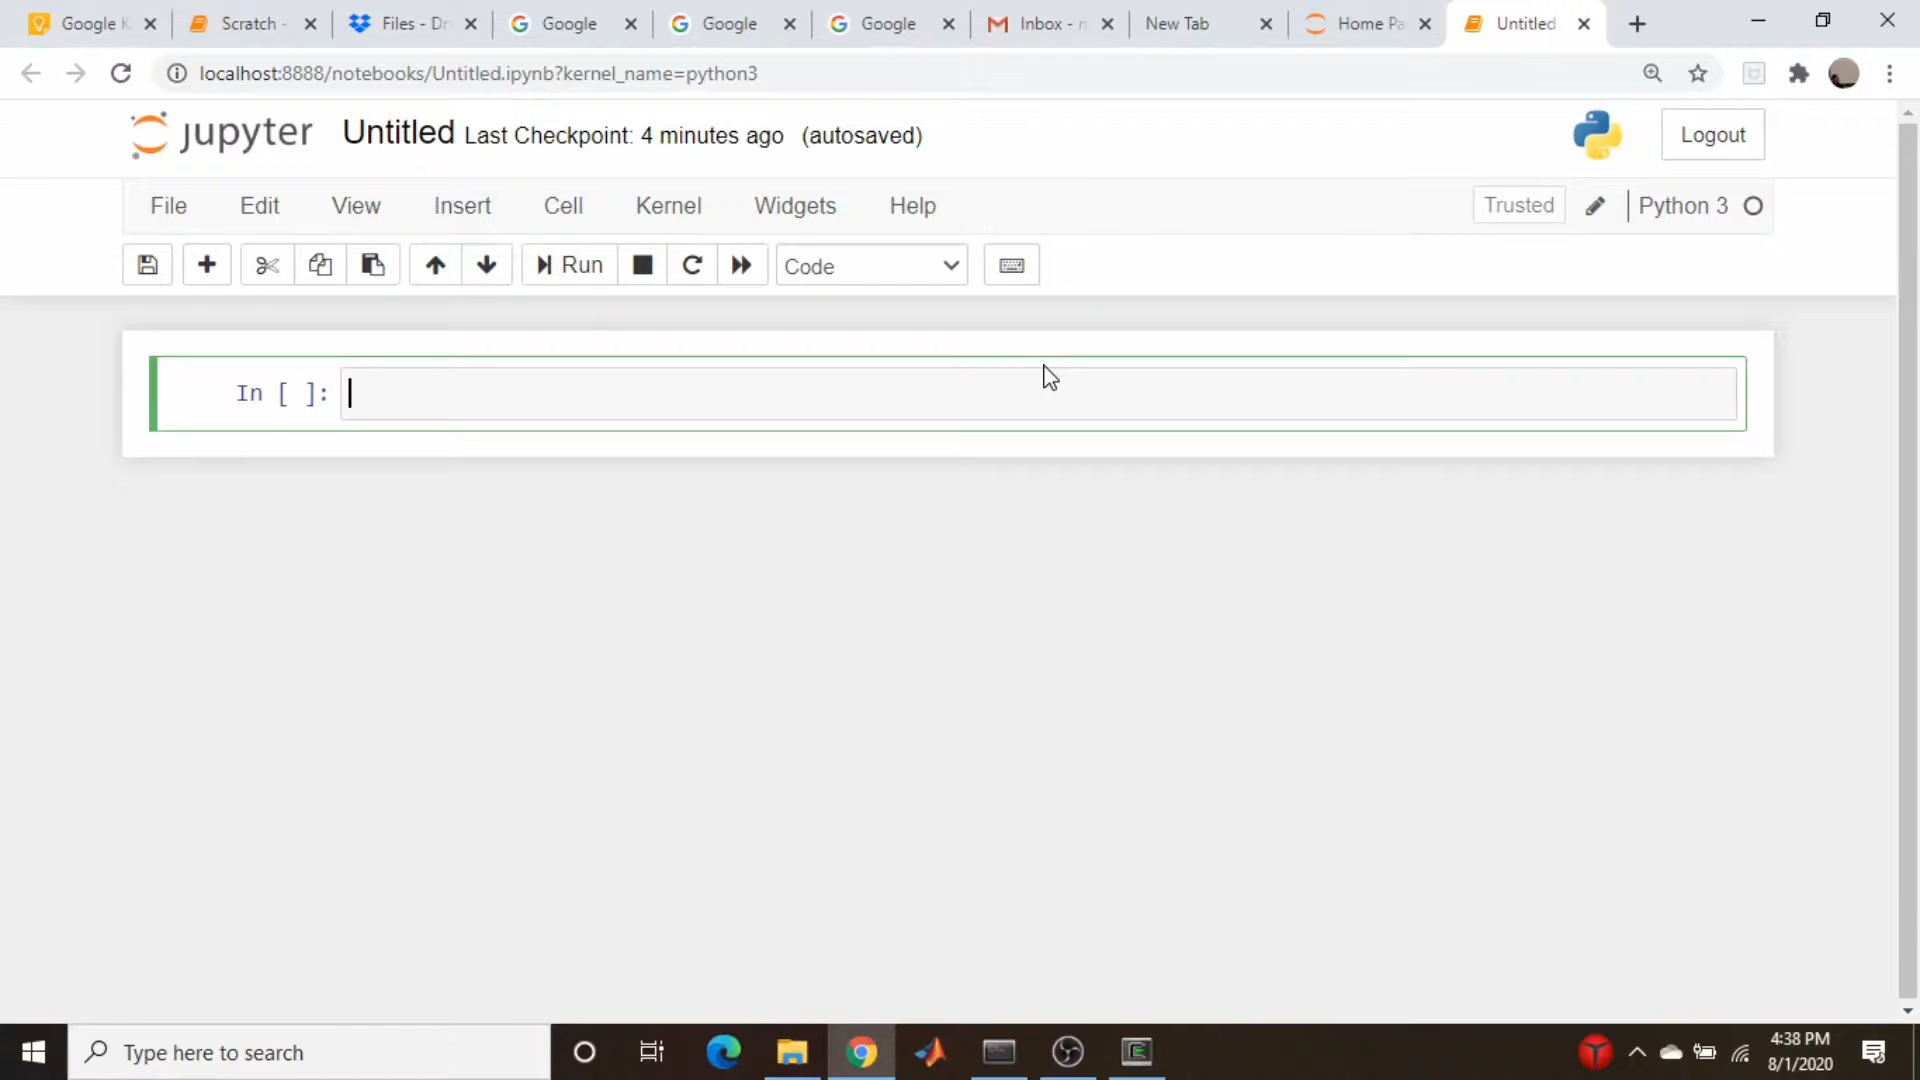 Google K
Scratch -
Files - Dr
Google
Google
Google
Inbox - n
New Tab
Home Pa
Untitled
localhost:8888/notebooks/Untitled.ipynb?kernel_name=python3
jupyter Untitled Last Checkpoint: 4 minutes ago (autosaved)
Logout
File Edit View Insert Cell Kernel Widgets Help
Trusted
Python 3
Run
Code
In [ ]:
Type here to search
4:38 PM
8/1/2020